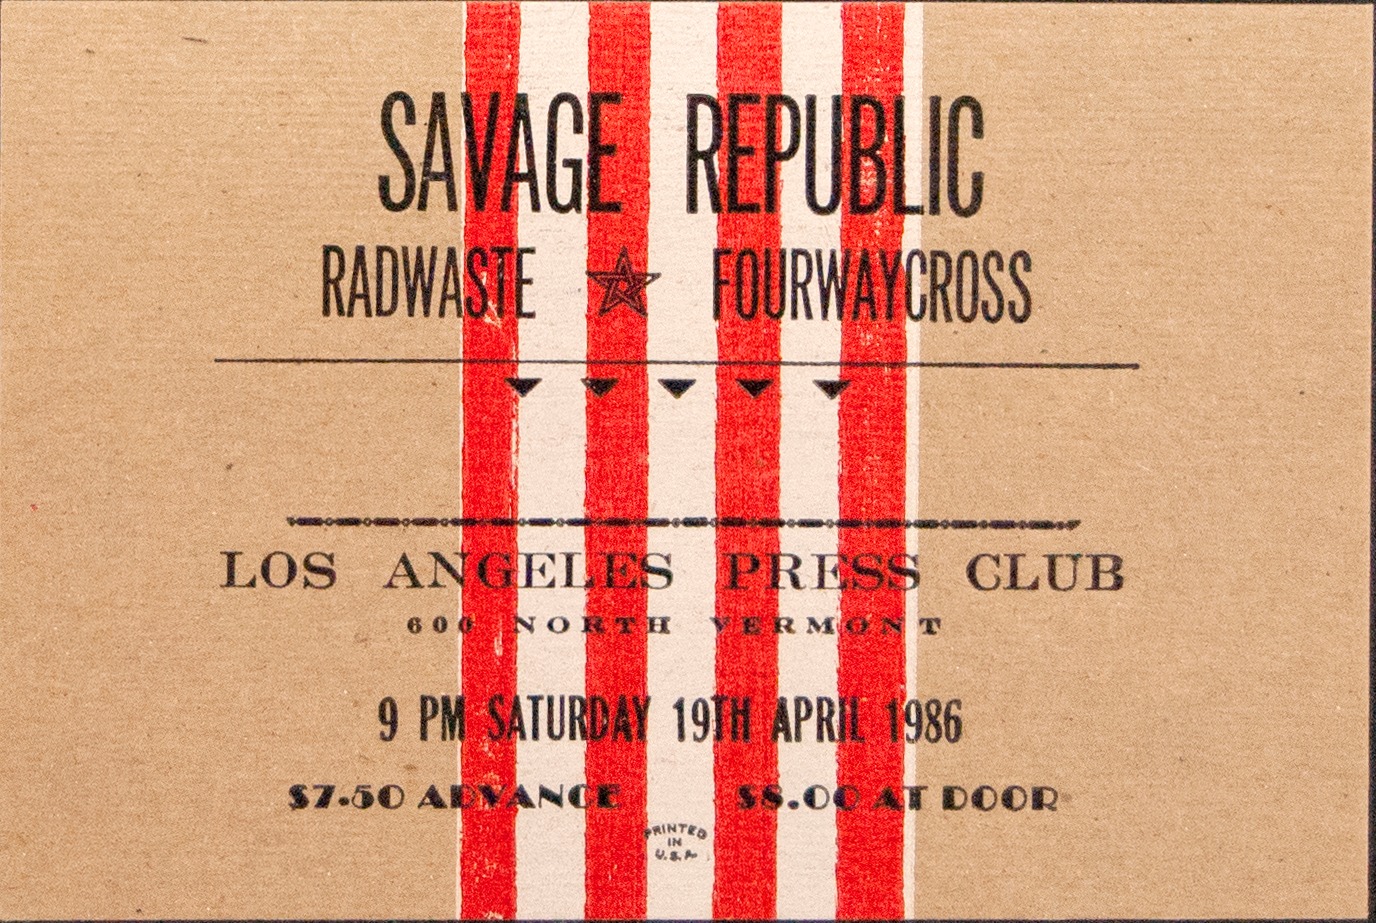 SAVAGE REPUBLIC
RADWASTE FOURWAYCROSS
LOS ANGELES PRESS CLUB
600 NORTH VERMONT
9 PM SATURDAY 19TH APRIL 1986
$7.50 ADVANCE $8.00 AT DOOR
PRINTED
IN
U.S.A.